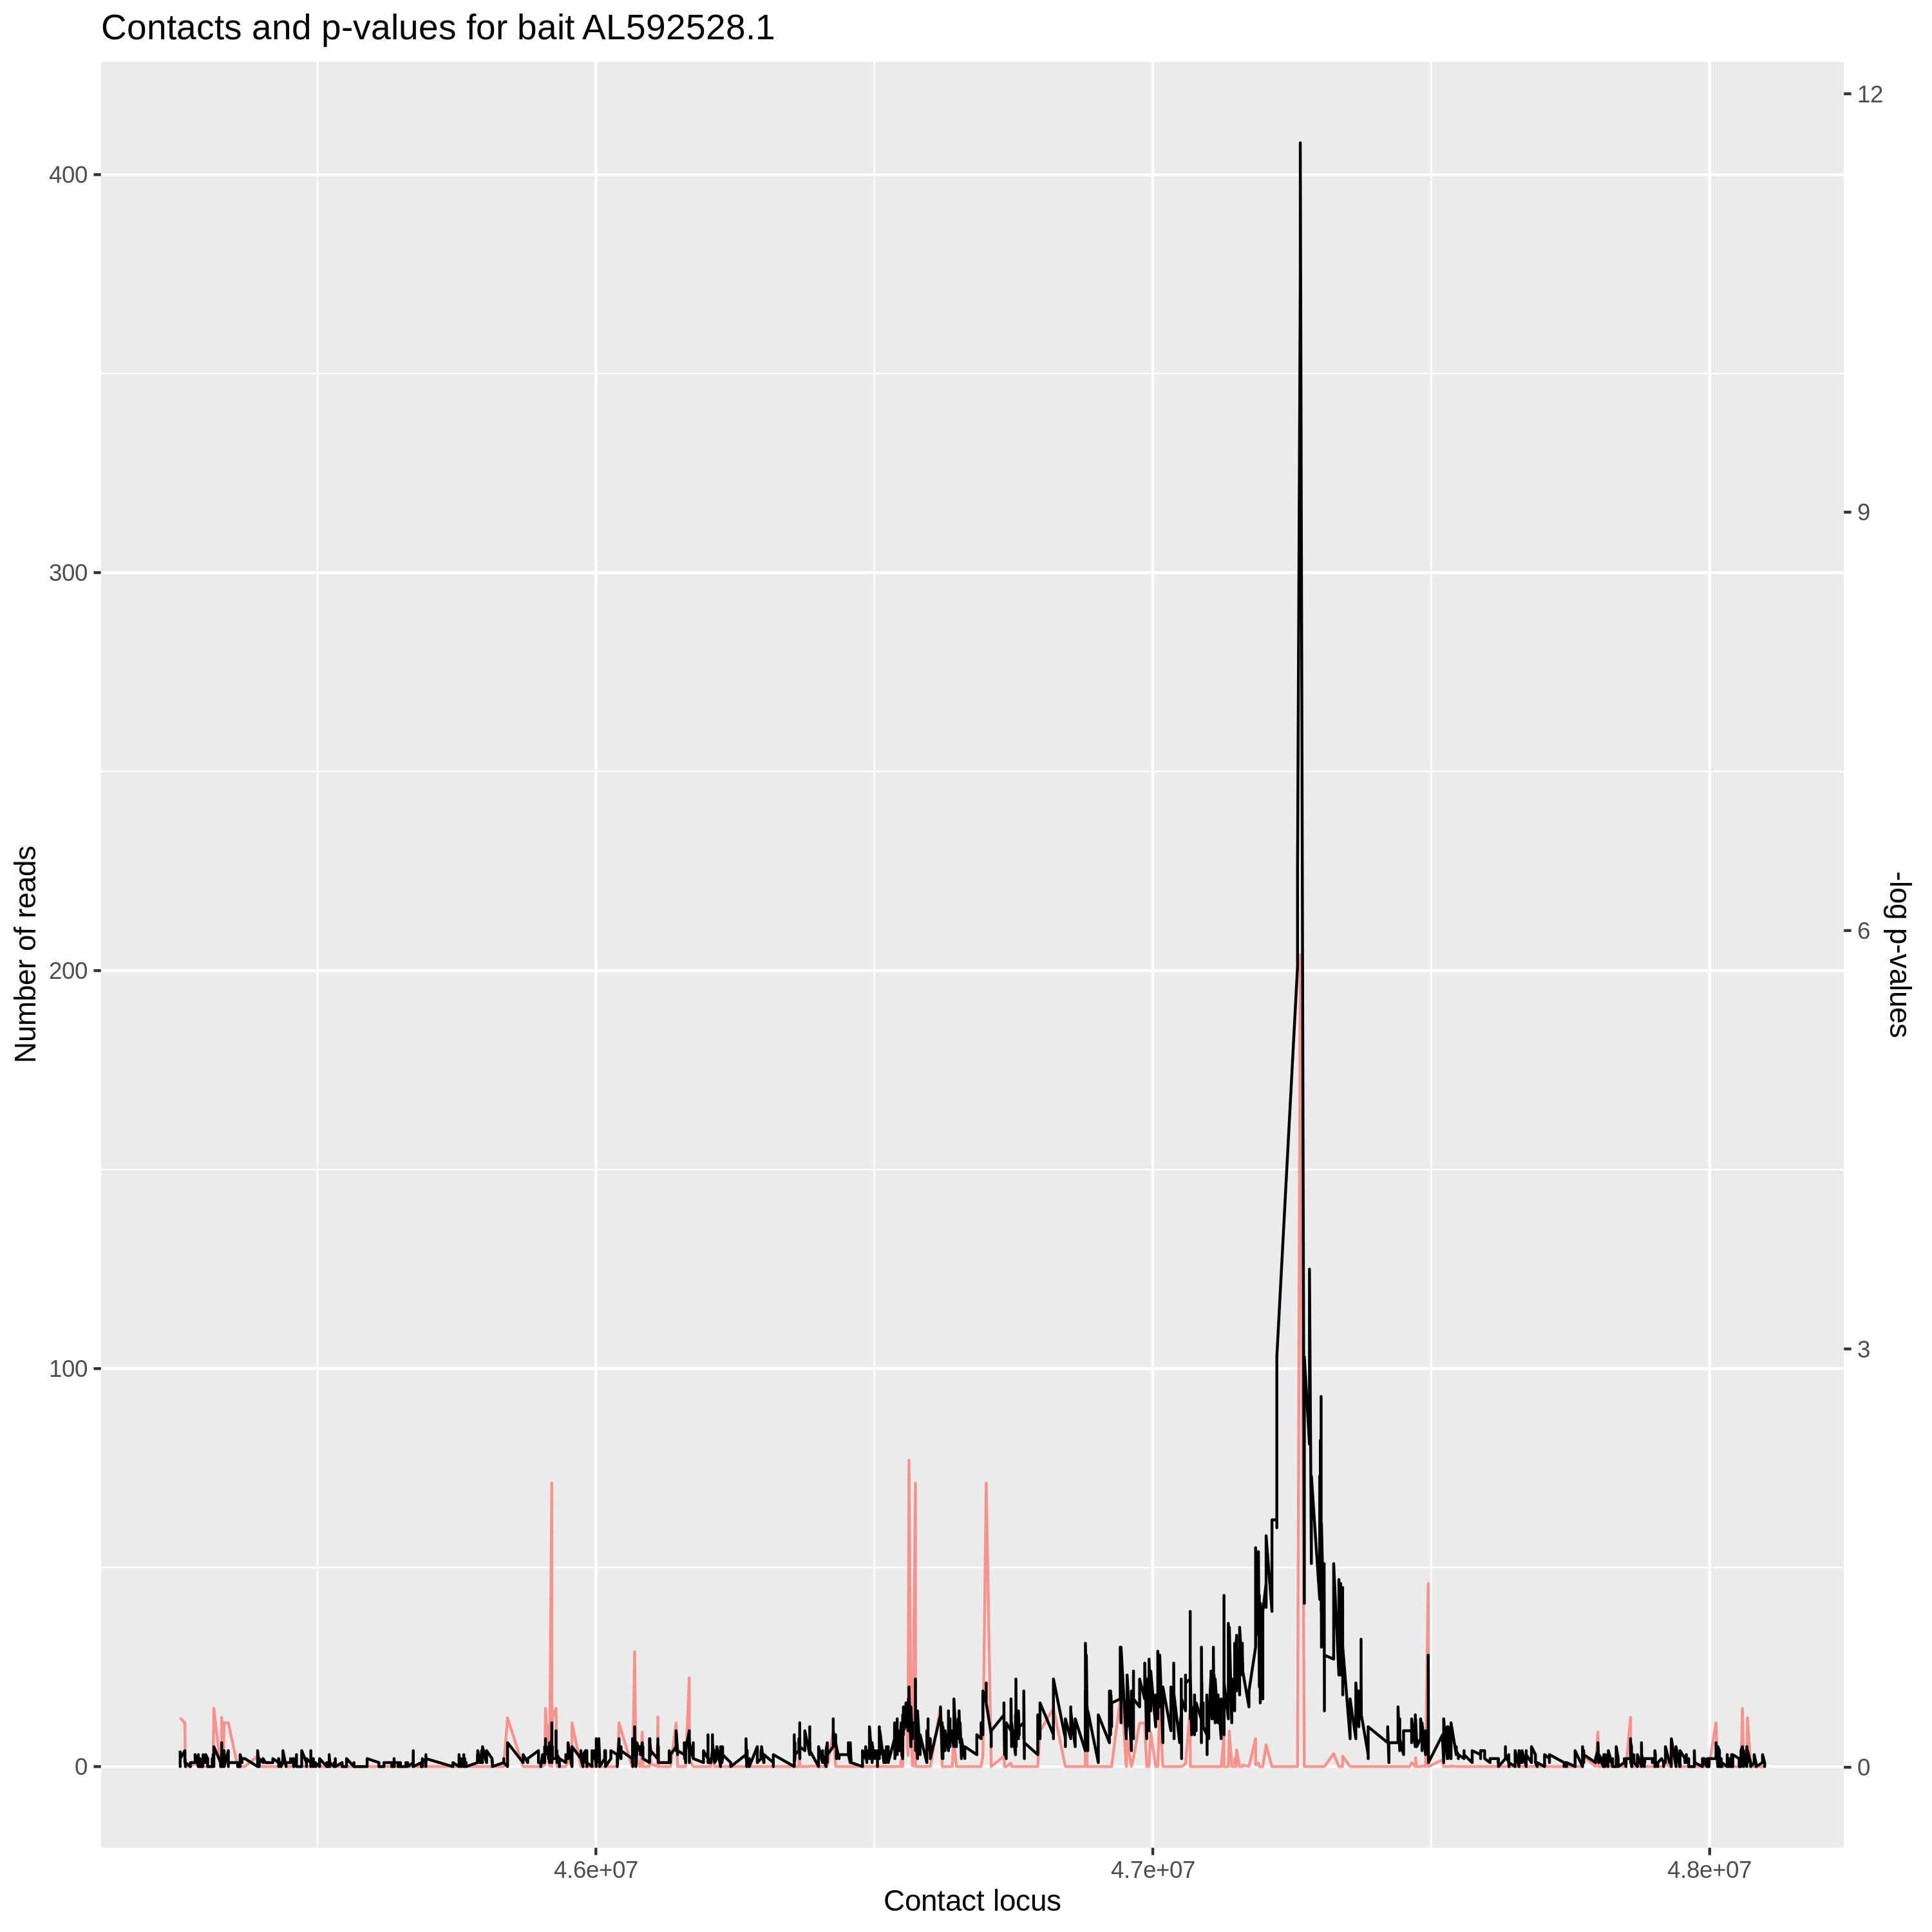 Contacts and p-values for bait AL592528.1
400
300
200
100
0
12
9
6
3
0
4.6e+07
4.7e+07
4.8e+07
Number of reads
-log p-values
Contact locus